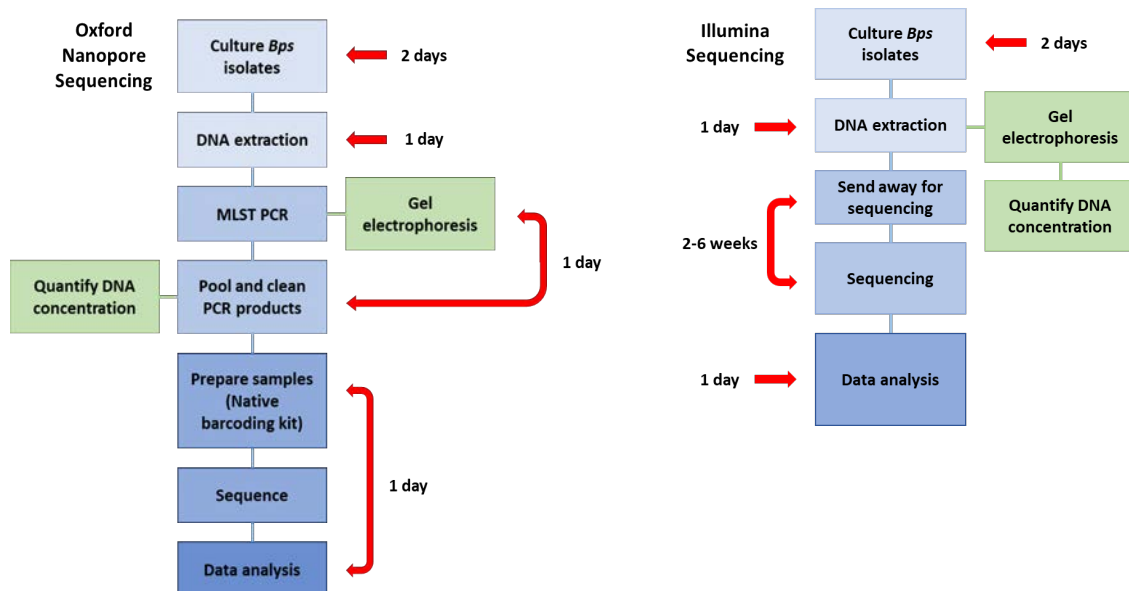 Oxford
Nanopore
Sequencing
Culture Bps
isolates
2 days
DNA extraction
1 day
MLST PCR
Gel
electrophoresis
1 day
Quantify DNA
concentration
Pool and clean
PCR products
Prepare samples
(Native
barcoding kit)
Sequence
1 day
Data analysis
Illumina
Sequencing
Culture Bps
isolates
2 days
1 day
DNA extraction
Gel
electrophoresis
Send away for
sequencing
Quantify DNA
concentration
2-6 weeks
Sequencing
1 day
Data analysis